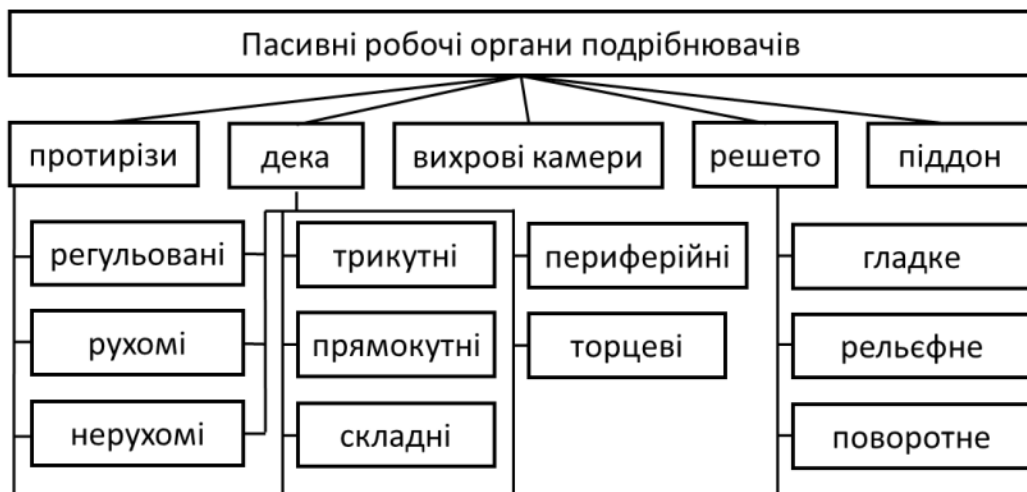 Пасивні робочі органи подрібнювачів
протирізи
дека
вихрові камери
решето
піддон
регульовані
трикутні
периферійні
гладке
рухомі
прямокутні
торцеві
рельєфне
нерухомі
складні
поворотне